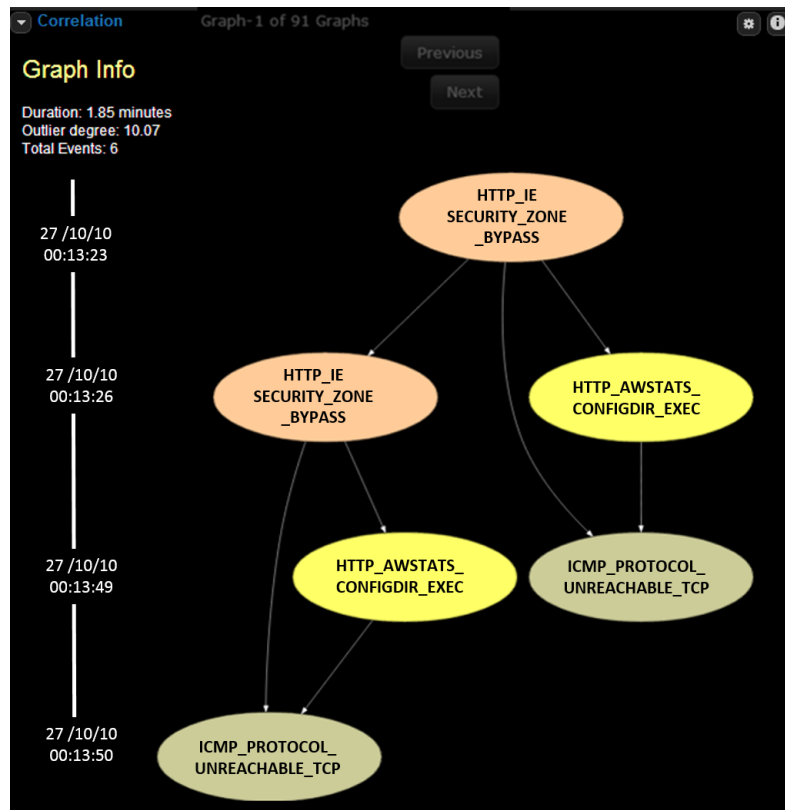 Correlation
Graph-1 of 91 Graphs
Previous
Next
Graph Info
Duration: 1.85 minutes
Outlier degree: 10.07
Total Events: 6
27 /10/10
00:13:23
HTTP_IE
SECURITY_ZONE
_BYPASS
27 /10/10
00:13:26
HTTP_IE
SECURITY_ZONE
_BYPASS
HTTP_AWSTATS_
CONFIGDIR_EXEC
27 /10/10
00:13:49
HTTP_AWSTATS_
CONFIGDIR_EXEC
ICMP_PROTOCOL_
UNREACHABLE_TCP
27 /10/10
00:13:50
ICMP_PROTOCOL_
UNREACHABLE_TCP